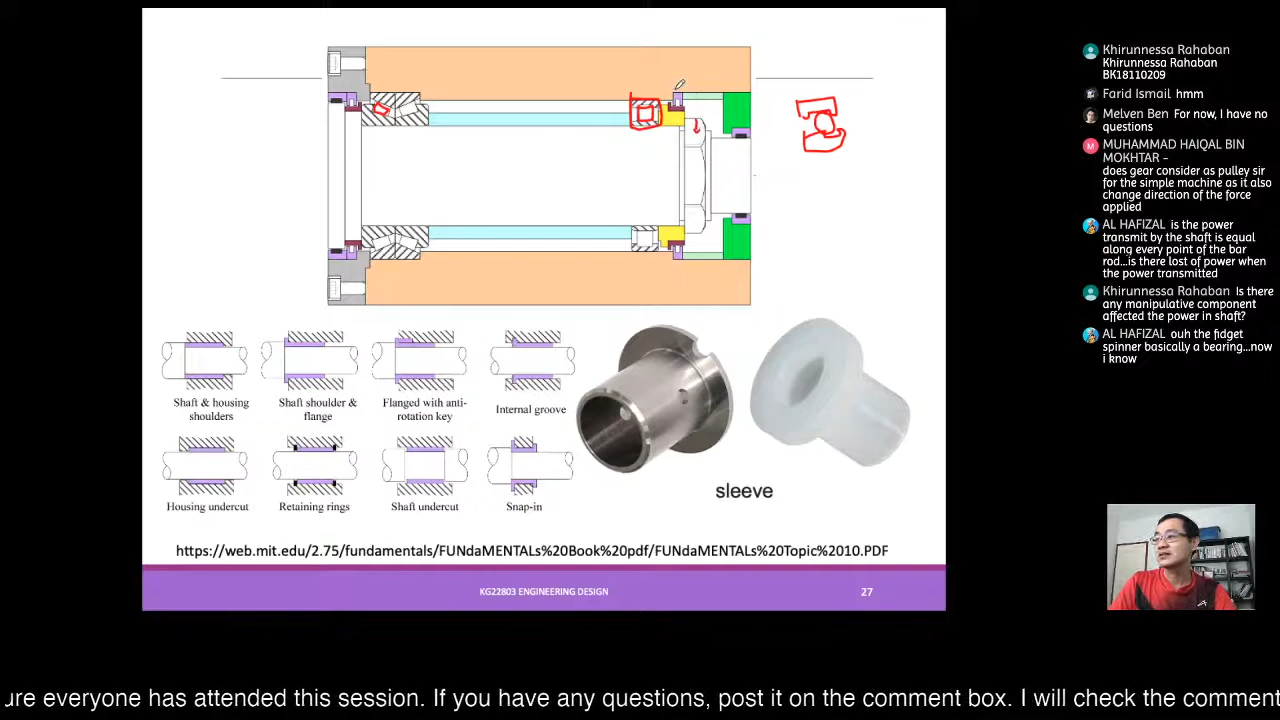 Shaft & housing
shoulders
Shaft shoulder &
flange
Flanged with anti-
rotation key
Internal groove
Housing undercut
Retaining rings
Shaft undercut
Snap-in
sleeve
https://web.mit.edu/2.75/fundamentals/FUNdaMENTALs%20Book%20pdf/FUNdaMENTALs%20Topic%2010.PDF
KG22803 ENGINEERING DESIGN
27
Khirunnessa Rahaban
Khirunnessa Rahaban
BK18110209
Farid Ismail hmm
Melven Ben For now, I have no
questions
MUHAMMAD HAIQAL BIN
MOKHTAR -
does gear consider as pulley sir
for the simple machine as it also
change direction of the force
applied
AL HAFIZAL is the power
transmit by the shaft is equal
along every point of the bar
rod...is there lost of power when
the power transmitted
Khirunnessa Rahaban Is there
any manipulative component
affected the power in shaft?
AL HAFIZAL ouh the fidget
spinner basically a bearing...now
i know
ure everyone has attended this session. If you have any questions, post it on the comment box. I will check the comment